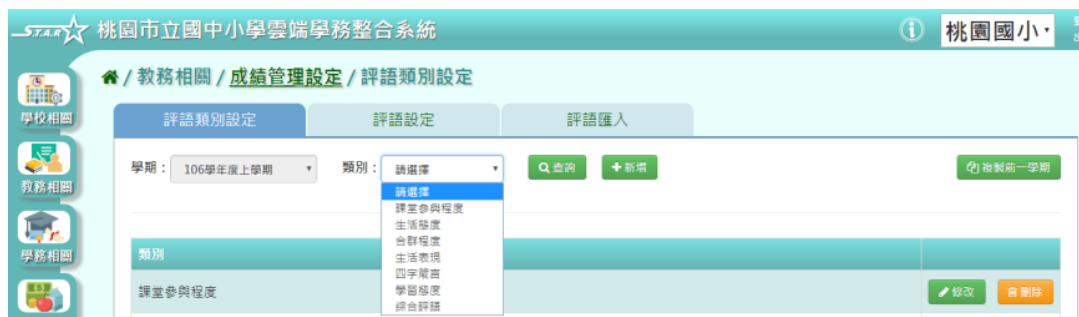 STAR 桃園市立國中小學雲端學務整合系統
桃園國小
/ 教務相關 / 成績管理設定 / 評語類別設定
學校相關
評語類別設定 評語設定 評語匯入
學期： 106學年度上學期 類別： 請選擇 查詢 新增 複製前一學期
教務相關
請選擇
課堂參與程度
生活態度
合群程度
生活表現
四字箴言
學習態度
綜合評語
學務相關
類別
課堂參與程度 修改 刪除